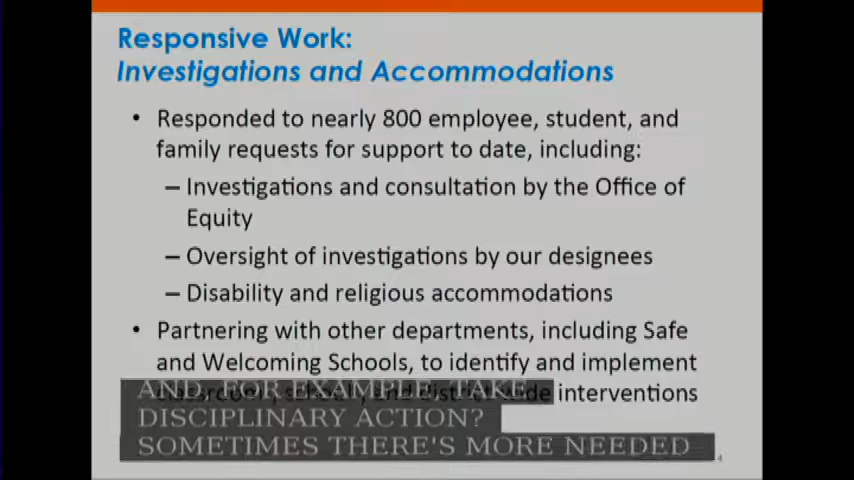 Responsive Work:
Investigations and Accommodations
• Responded to nearly 800 employee, student, and
family requests for support to date, including:
– Investigations and consultation by the Office of
Equity
– Oversight of investigations by our designees
– Disability and religious accommodations
• Partnering with other departments, including Safe
and Welcoming Schools, to identify and implement
interventions
AND, FOR EXAMPLE, TAKE
DISCIPLINARY ACTION?
SOMETIMES THERE'S MORE NEEDED
4